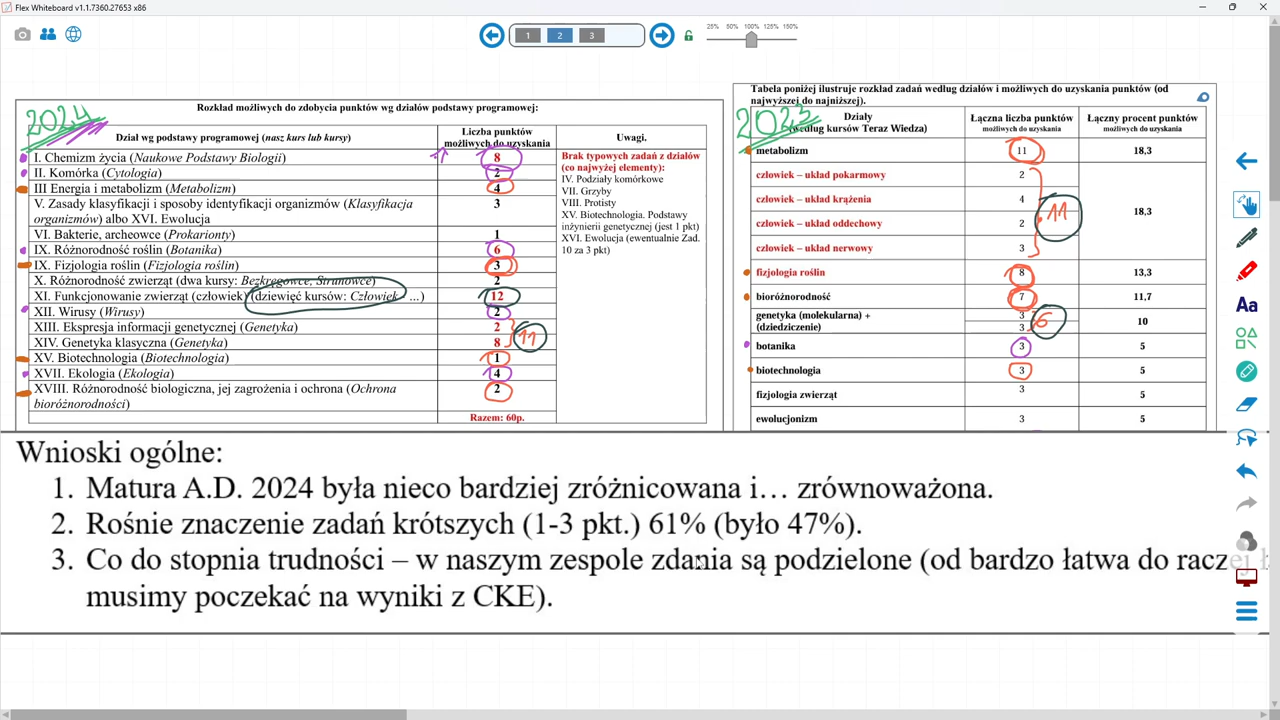 Flex Whiteboard v1.1.7360.27653 x86
1 2 3
25% 50% 100% 125% 150%
2024
Rozkład możliwych do zdobycia punktów wg działów podstawy programowej:
Dział wg podstawy programowej (nasz kurs lub kursy)
Liczba punktów
możliwych do uzyskania
Uwagi.
I. Chemizm życia (Naukowe Podstawy Biologii) 8
II. Komórka (Cytologia) 2
III Energia i metabolizm (Metabolizm) 4
V. Zasady klasyfikacji i sposoby identyfikacji organizmów (Klasyfikacja
organizmów) albo XVI. Ewolucja 3
VI. Bakterie, archeowce (Prokarionty) 1
IX. Różnorodność roślin (Botanika) 6
IX. Fizjologia roślin (Fizjologia roślin) 3
X. Różnorodność zwierząt (dwa kursy: Bezkręgowce, Strunowce) 2
XI. Funkcjonowanie zwierząt (człowiek) (dziewięć kursów: Człowiek ...) 12
XII. Wirusy (Wirusy) 2
XIII. Ekspresja informacji genetycznej (Genetyka) 2
XIV. Genetyka klasyczna (Genetyka) 8
11
XV. Biotechnologia (Biotechnologia) 1
XVII. Ekologia (Ekologia) 4
XVIII. Różnorodność biologiczna, jej zagrożenia i ochrona (Ochrona
bioróżnorodności) 2
Razem: 60p.
Brak typowych zadań z działów
(co najwyżej elementy):
IV. Podziały komórkowe
VII. Grzyby
VIII. Protisty
XV. Biotechnologia. Podstawy
inżynierii genetycznej (jest 1 pkt)
XVI. Ewolucja (ewentualnie Zad.
10 za 3 pkt)
Tabela poniżej ilustruje rozkład zadań według działów i możliwych do uzyskania punktów (od
najwyższej do najniższej).
2023
Działy
(według kursów Teraz Wiedza)
Łączna liczba punktów
możliwych do uzyskania
Łączny procent punktów
możliwych do uzyskania
metabolizm 11 18,3
człowiek – układ pokarmowy 2
człowiek – układ krążenia 4
człowiek – układ oddechowy 2
człowiek – układ nerwowy 3
11
18,3
fizjologia roślin 8 13,3
bioróżnorodność 7 11,7
genetyka (molekularna) + 3
(dziedziczenie) 3
6
10
botanika 3 5
biotechnologia 3 5
fizjologia zwierząt 3 5
ewolucjonizm 3 5
Wnioski ogólne:
1. Matura A.D. 2024 była nieco bardziej zróżnicowana i… zrównoważona.
2. Rośnie znaczenie zadań krótszych (1-3 pkt.) 61% (było 47%).
3. Co do stopnia trudności – w naszym zespole zdania są podzielone (od bardzo łatwa do raczej
musimy poczekać na wyniki z CKE).
Aa